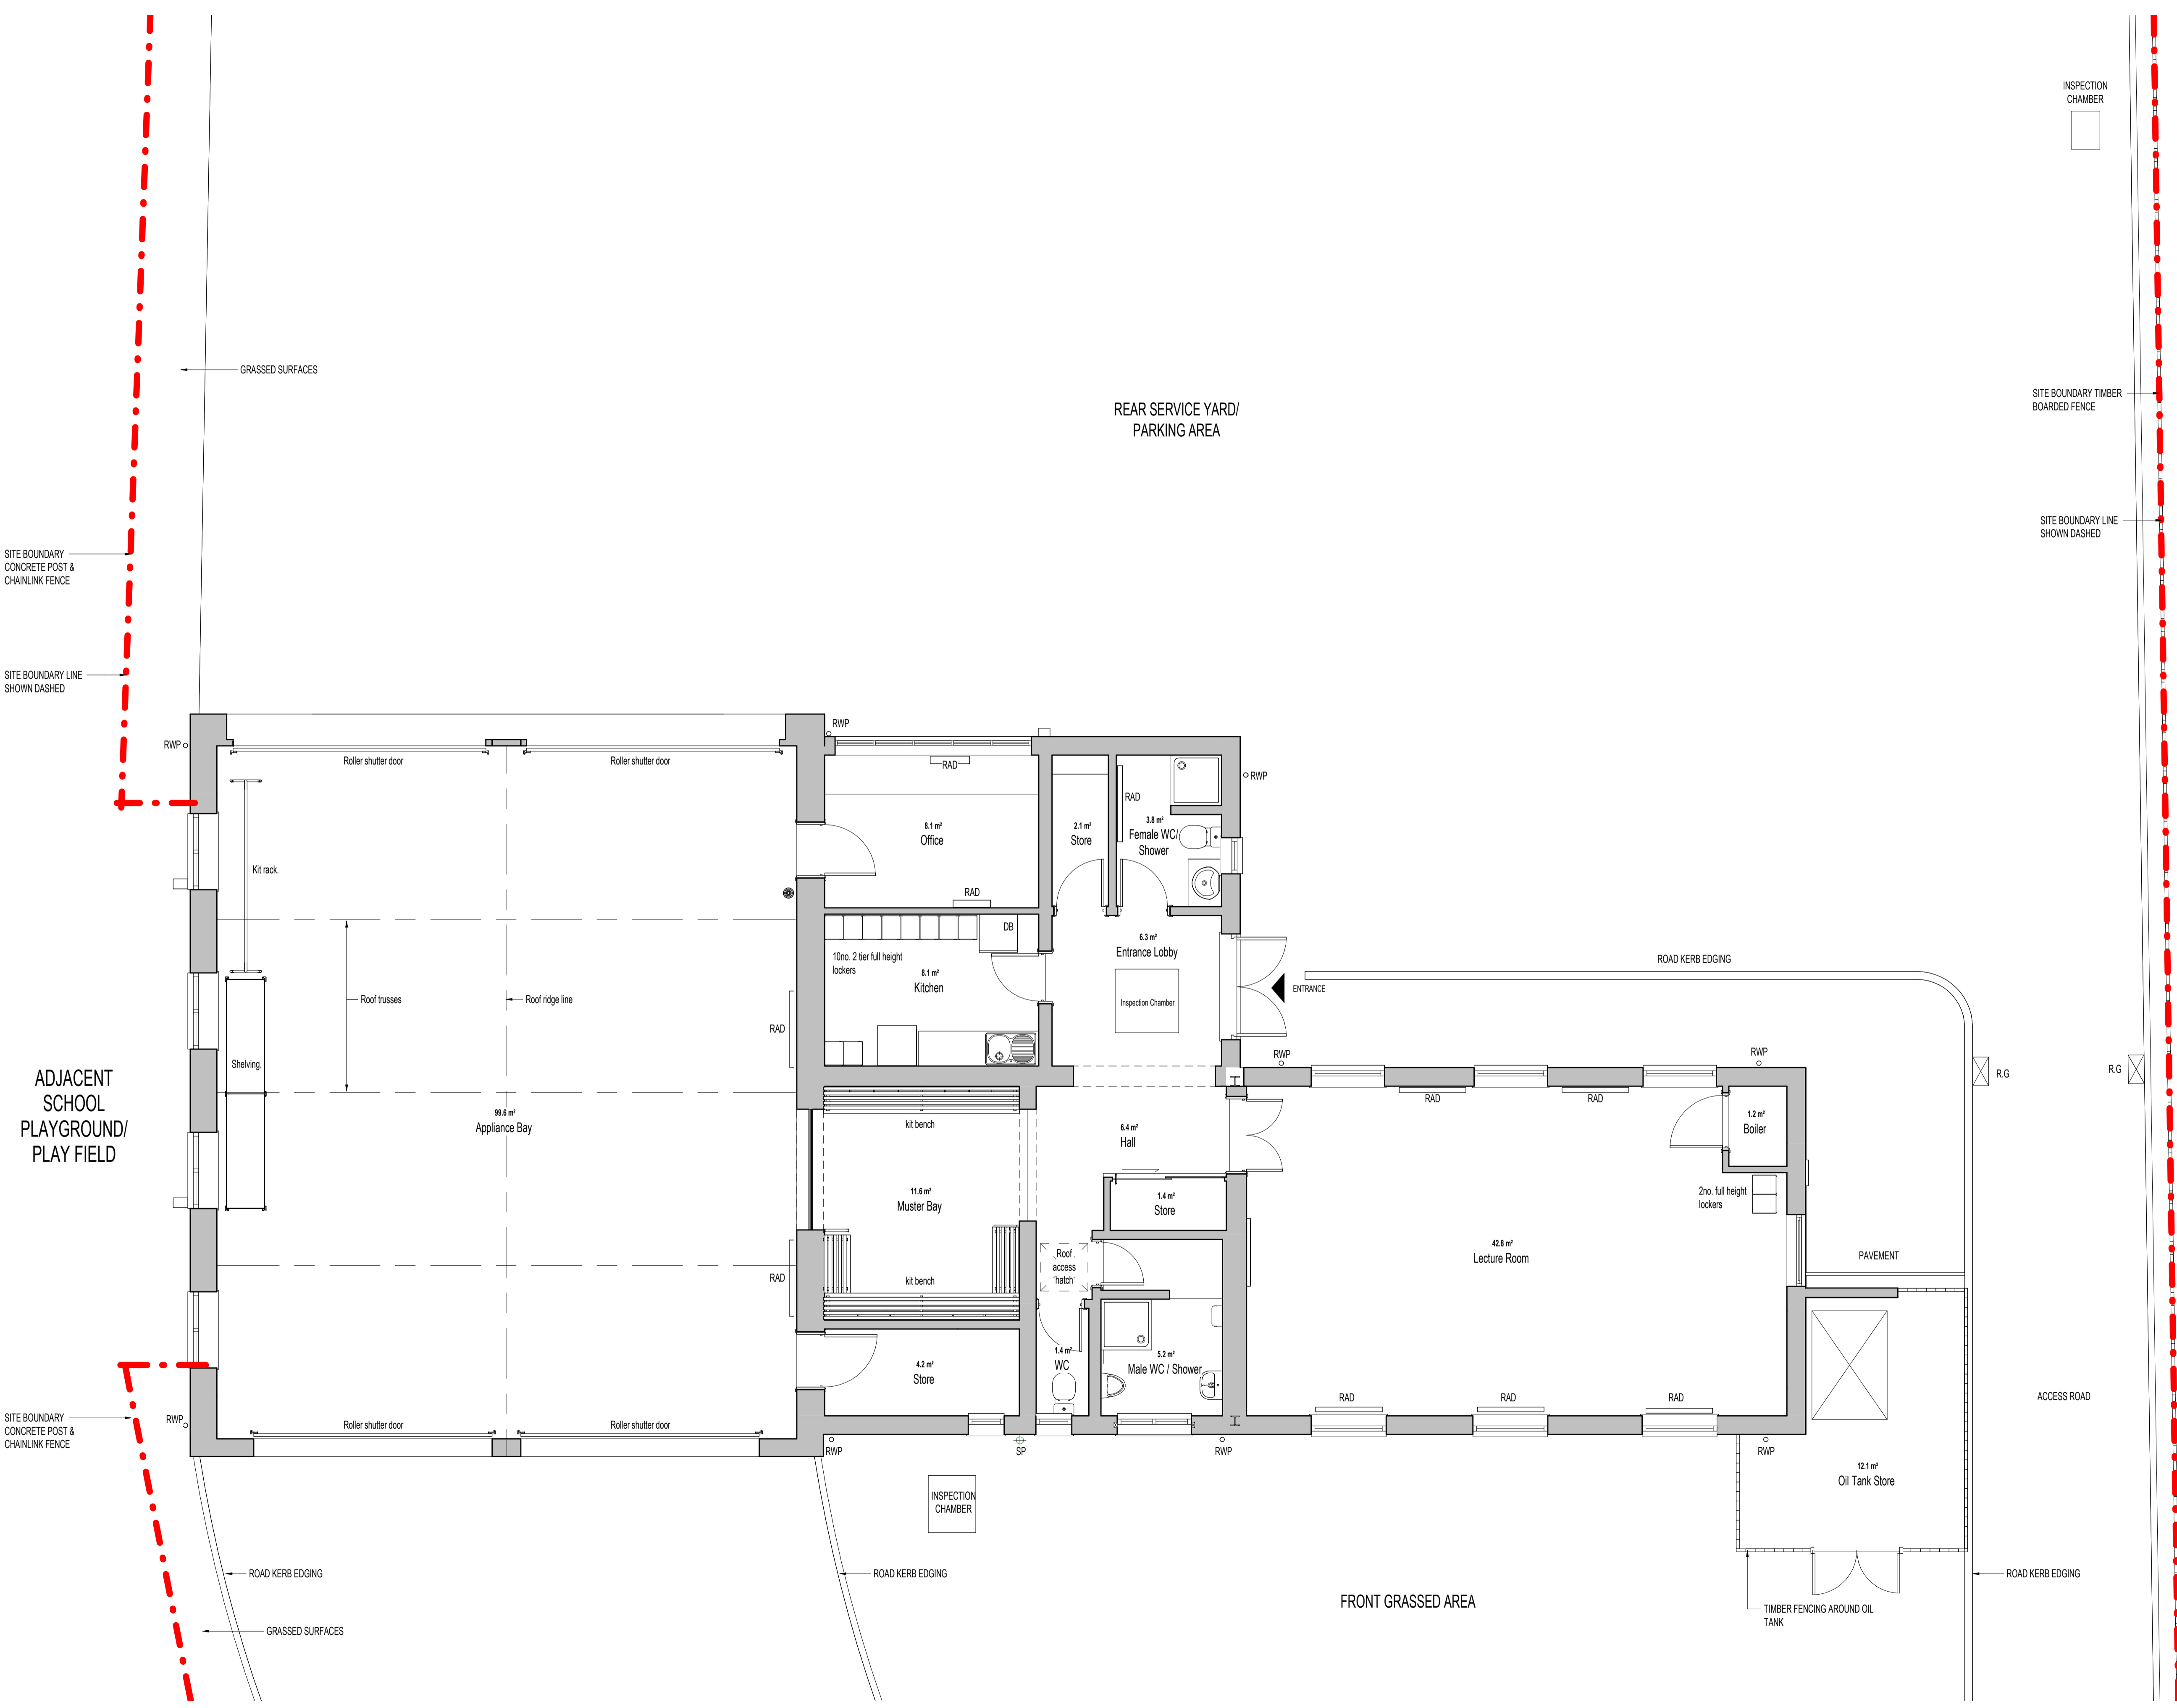 INSPECTION
CHAMBER
GRASSED SURFACES
REAR SERVICE YARD/
PARKING AREA
SITE BOUNDARY TIMBER
BOARDED FENCE
SITE BOUNDARY LINE
SHOWN DASHED
SITE BOUNDARY
CONCRETE POST &
CHAINLINK FENCE
SITE BOUNDARY LINE
SHOWN DASHED
RWP
RWP
Roller shutter door
Roller shutter door
RAD
RWP
RAD
8.1 m²
Office
2.1 m²
Store
3.8 m²
Female WC/
Shower
Kit rack.
RAD
DB
10no. 2 tier full height
lockers
8.1 m²
Kitchen
6.3 m²
Entrance Lobby
Inspection Chamber
ENTRANCE
ROAD KERB EDGING
Roof trusses
Roof ridge line
RAD
Shelving.
RWP
RWP
R.G
R.G
ADJACENT
SCHOOL
PLAYGROUND/
PLAY FIELD
99.6 m²
Appliance Bay
kit bench
6.4 m²
Hall
RAD
RAD
1.2 m²
Boiler
11.6 m²
Muster Bay
1.4 m²
Store
2no. full height
lockers
Roof
access
hatch
42.8 m²
Lecture Room
PAVEMENT
RAD
kit bench
4.2 m²
Store
1.4 m²
WC
5.2 m²
Male WC / Shower
RAD
RAD
RAD
ACCESS ROAD
SITE BOUNDARY
CONCRETE POST &
CHAINLINK FENCE
RWP
Roller shutter door
Roller shutter door
RWP
SP
RWP
RWP
12.1 m²
Oil Tank Store
INSPECTION
CHAMBER
ROAD KERB EDGING
ROAD KERB EDGING
ROAD KERB EDGING
FRONT GRASSED AREA
TIMBER FENCING AROUND OIL
TANK
GRASSED SURFACES